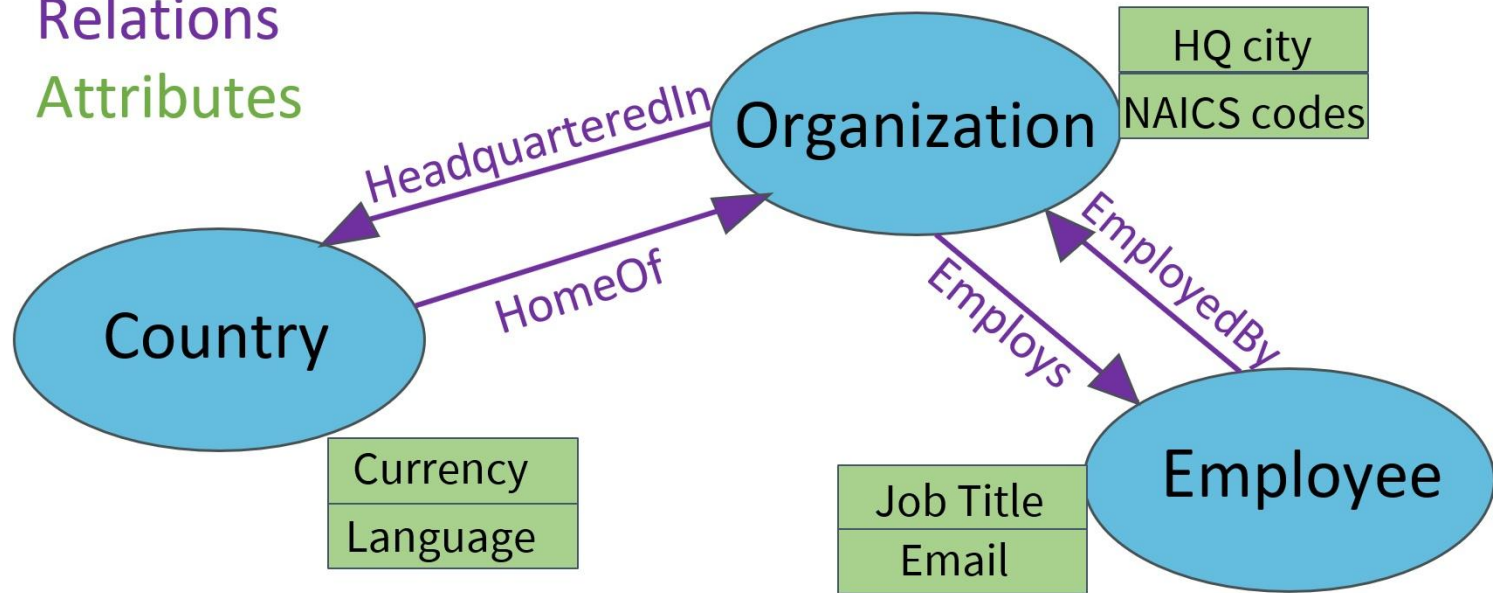 Relations
Attributes
HQ city
NAICS codes
Organization
HeadquarteredIn
HomeOf
EmployedBy
Employs
Country
Currency
Language
Employee
Job Title
Email